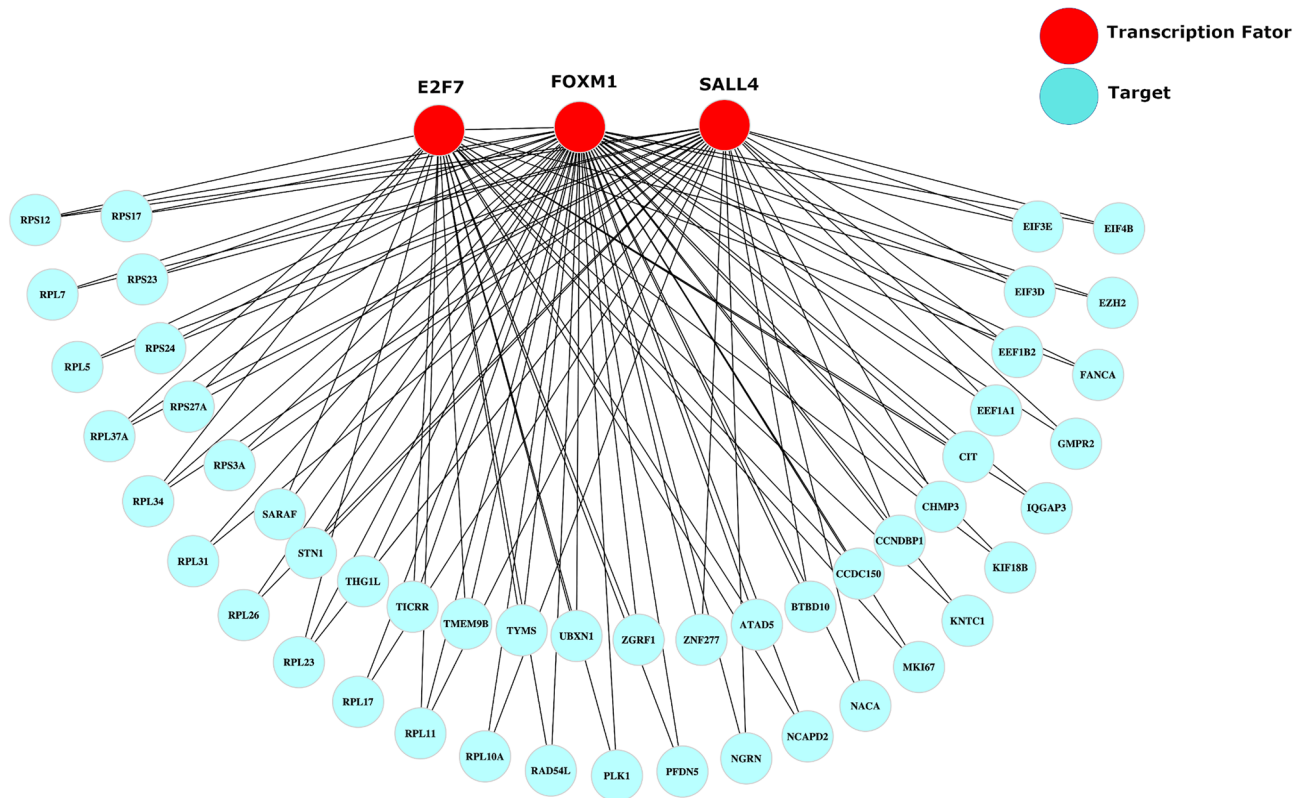 Transcription Fator
Target
E2F7
FOXM1
SALL4
RPS12
RPS17
EIF3E
EIF4B
RPL7
RPS23
EIF3D
EZH2
RPL5
RPS24
EEF1B2
FANCA
RPL37A
RPS27A
EEF1A1
GMPR2
RPL34
RPS3A
CIT
IQGAP3
SARAF
CHMP3
RPL31
STN1
CCNDBP1
KIF18B
RPL26
THG1L
CCDC150
KNTC1
TICRR
TMEM9B
TYMS
UBXN1
ZGRF1
ZNF277
ATAD5
BTBD10
RPL23
MKI67
RPL17
NACA
RPL11
NCAPD2
RPL10A
RAD54L
PLK1
PFDN5
NGRN